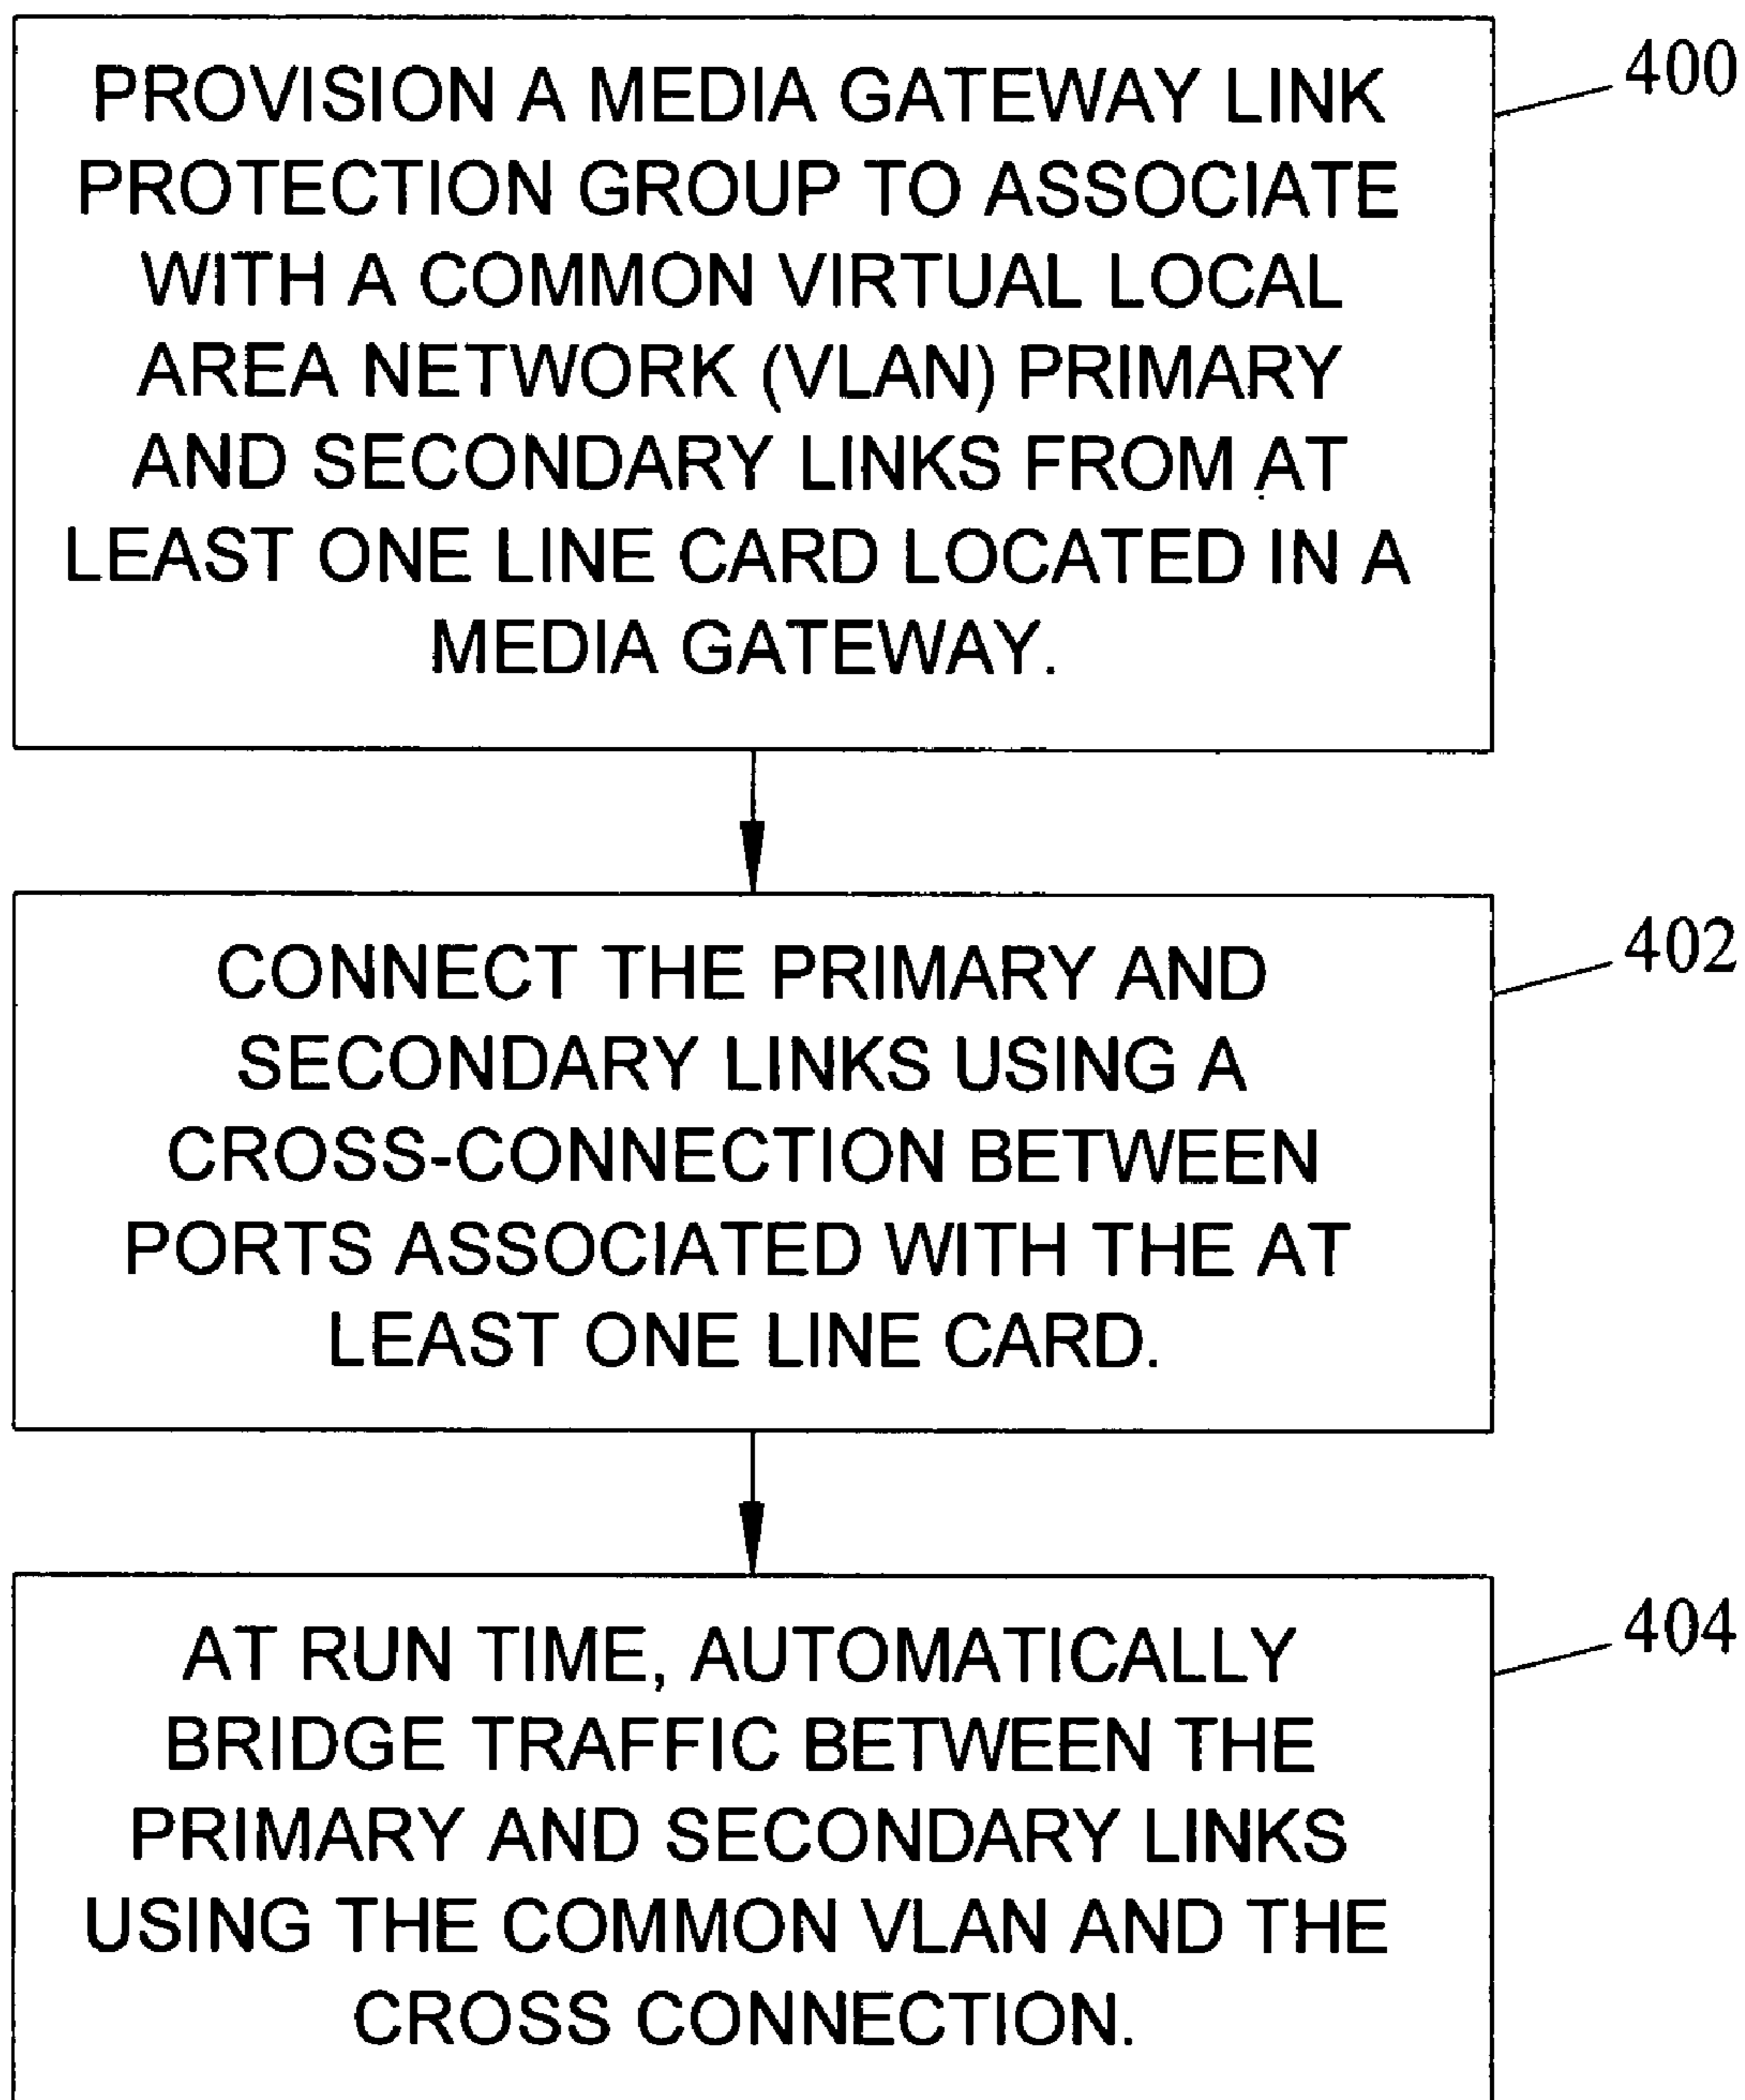 PROVISION A MEDIA GATEWAY LINK
PROTECTION GROUP TO ASSOCIATE
WITH A COMMON VIRTUAL LOCAL
AREA NETWORK (VLAN) PRIMARY
AND SECONDARY LINKS FROM AT
LEAST ONE LINE CARD LOCATED IN A
MEDIA GATEWAY.
400
CONNECT THE PRIMARY AND
SECONDARY LINKS USING A
CROSS-CONNECTION BETWEEN
PORTS ASSOCIATED WITH THE AT
LEAST ONE LINE CARD.
402
AT RUN TIME, AUTOMATICALLY
BRIDGE TRAFFIC BETWEEN THE
PRIMARY AND SECONDARY LINKS
USING THE COMMON VLAN AND THE
CROSS CONNECTION.
404